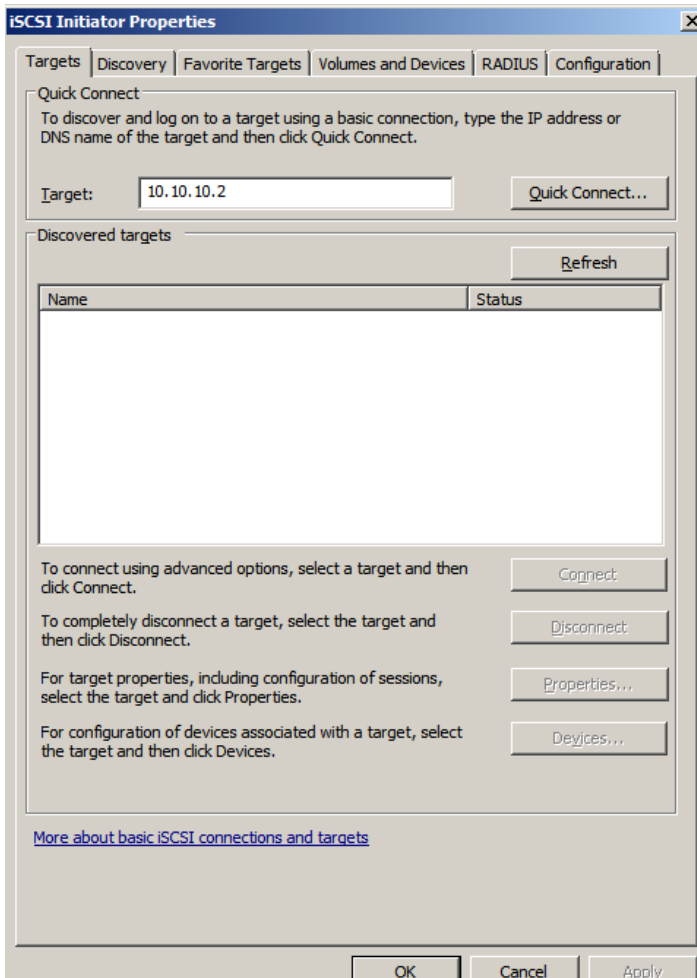 iSCSI Initiator Properties
Targets Discovery Favorite Targets Volumes and Devices RADIUS Configuration
Quick Connect
To discover and log on to a target using a basic connection, type the IP address or
DNS name of the target and then click Quick Connect.
Target: 10.10.10.2 Quick Connect...
Discovered targets
Refresh
Name Status
To connect using advanced options, select a target and then
click Connect.
Connect
To completely disconnect a target, select the target and
then click Disconnect.
Disconnect
For target properties, including configuration of sessions,
select the target and click Properties.
Properties...
For configuration of devices associated with a target, select
the target and then click Devices.
Devices...
More about basic iSCSI connections and targets
OK Cancel Apply